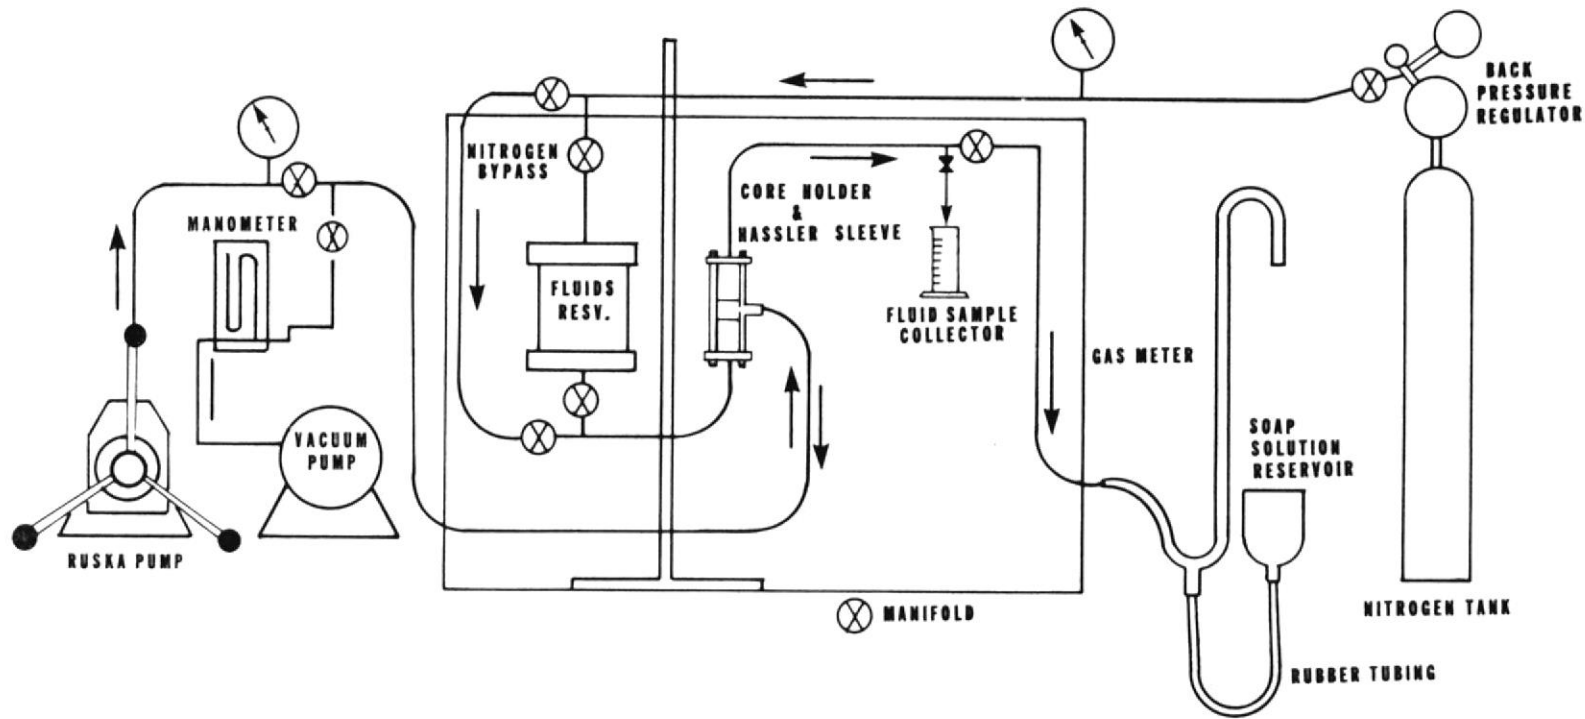 BACK
PRESSURE
REGULATOR
NITROGEN
BYPASS
MANOMETER
CORE HOLDER
&
HASSLER SLEEVE
FLUIDS
RESV.
FLUID SAMPLE
COLLECTOR
GAS METER
VACUUM
PUMP
SOAP
SOLUTION
RESERVOIR
RUSKA PUMP
MANIFOLD
NITROGEN TANK
RUBBER TUBING